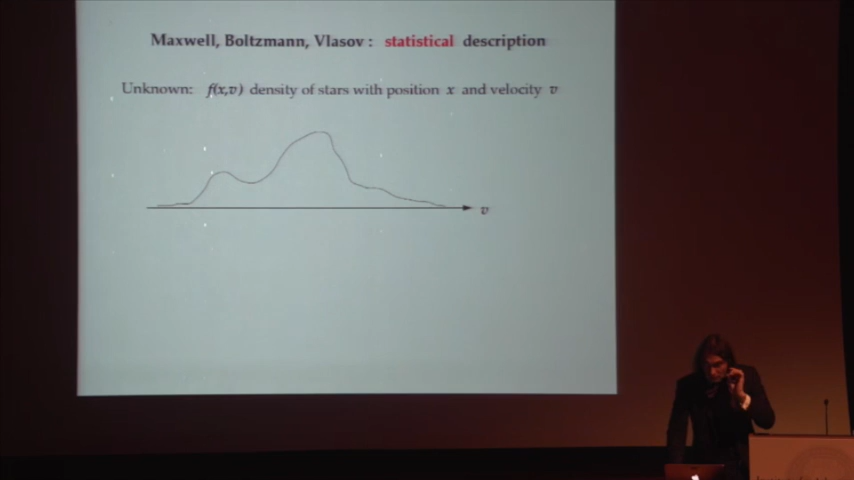 Maxwell, Boltzmann, Vlasov : statistical description
Unknown: f(x,v) density of stars with position x and velocity v
v